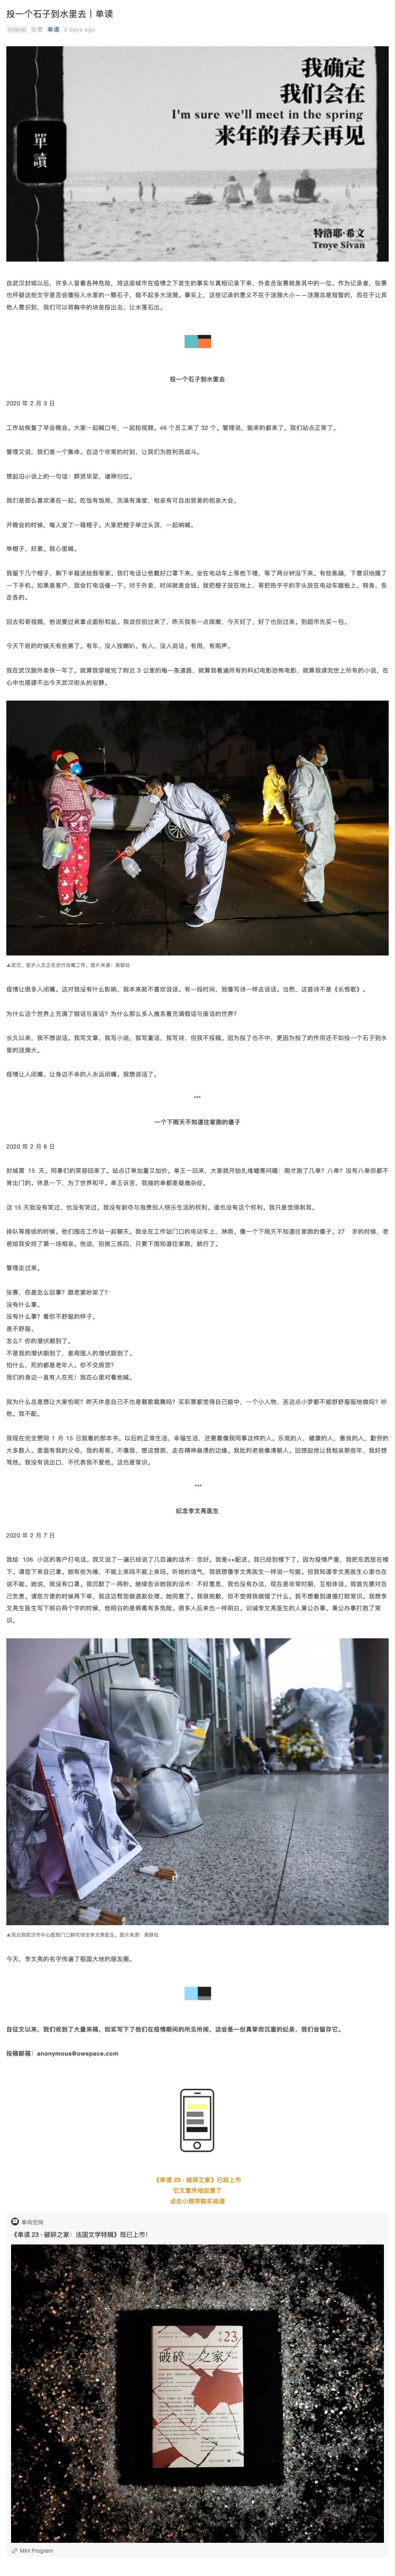 投一个石子到水里去丨单读
Original 张赛 单读 3 days ago
單讀
我确定
我们会在
I'm sure we'll meet in the spring
来年的春天再见
特洛耶·希文
Troye Sivan
自武汉封城以后，许多人冒着各种危险，将这座城市在疫情之下发生的事实与真相记录下来，外卖员张赛就是其中的一位。作为记录者，张赛
也怀疑这些文字是否会像投入水里的一颗石子，掀不起多大涟漪。事实上，这些记录的意义不在于涟漪大小——涟漪总是短暂的，而在于让其
他人意识到，我们可以将胸中的块垒投出去，让水落石出。
投一个石子到水里去
2020 年 2 月 3 日
工作站恢复了早会晚会。大家一起喊口号，一起拍视频。46 个员工来了 32 个。管理说，能来的都来了，我们站点正常了。
管理又说，我们是一个集体。在这个非常的时刻，让我们为胜利而战斗。
想起旧小说上的一句话：群贤毕至，诸神归位。
我们是那么喜欢凑在一起。吃饭有饭局，洗澡有澡堂，相亲有可自由贸易的相亲大会。
开晚会的时候，每人发了一箱橙子。大家把橙子举过头顶，一起呐喊。
举橙子，好累。我心里喊。
我留下几个橙子，剩下半箱送给我哥家。我打电话让他戴好口罩下来。坐在电动车上等他下楼，等了两分钟没下来。有些焦躁，下意识地摸了
一下手机。如果是客户，我会打电话催一下。对于外卖，时间就是金钱。我把橙子放在地上，哥把热乎乎的芋头放在电动车踏板上。转身，各
走各的。
回去和哥视频，他说要过来拿点面粉和盐。我说你别过来了，昨天我有一点咳嗽，今天好了，好了也别过来。到超市先买一包。
今天下班的时候天有些黑了。有车，没人按喇叭。有人，没人说话。有雨，有雨声。
我在武汉跑外卖快一年了。就算我穿梭完了附近 3 公里的每一条道路，就算我看遍所有的科幻电影恐怖电影，就算我读完世上所有的小说，在
心中也搭建不出今天武汉街头的安静。
▲武汉，医护人员正在进行消毒工作。图片来源：美联社
疫情让很多人闭嘴。这对我没有什么影响，我本来就不喜欢说话。有一段时间，我像写诗一样去说话。当然，这首诗不是《长恨歌》。
为什么这个世界上充满了假话与废话？为什么那么多人维系着充满假话与废话的世界？
长久以来，我不想说话。我写文章，我写小说，我写童话，我写诗，但我不投稿。因为投了也不中，更因为投了的作用还不如投一个石子到水
里的涟漪大。
疫情让人闭嘴。让身边不幸的人永远闭嘴。我想说话了。
***
一个下雨天不知道往家跑的傻子
2020 年 2 月 6 日
封城第 15 天。同事们的笑容回来了。站点订单加量又加价。单王一回来，大家就开始扎堆嘘寒问暖：刚才跑了几单？八单？没有八单你都不
肯出门的。休息一下，为了世界和平。单王诉苦，我接的单都是疑难杂症。
这 15 天我没有笑过，也没有哭过。我没有剥夺与指责别人快乐生活的权利。谁也没有这个权利。我只是觉得刺耳。
排队等提收的时候。他们围在工作站一起聊天。我坐在工作站门口的电动车上，淋雨。像一个下雨天不知道往家跑的傻子。27 岁的时候，老
爸给我安排了第一场相亲。他说，别挑三拣四，只要下雨知道往家跑，就行了。
管理走过来。
张赛，你是怎么回事？跟老婆吵架了？
没有什么事。
没有什么事？看你不舒服的样子。
是不舒服。
怎么？你的潜伏期到了。
不是我的潜伏期到了，是周围人的潜伏期到了。
怕什么，死的都是老年人。你不交房贷？
我们的身边一直有人在死！我在心里对着他喊。
我为什么总是想让大家怕呢？昨天休息自己不也是载歌载舞吗？买彩票都觉得自己能中，一个小人物，连这点小梦都不能舒舒服服地做吗？吵
他。我不配。
我现在完全赞同 1 月 15 日我看的那本书。以后的正常生活，幸福生活，还要靠像我同事这样的人。乐观的人，健康的人，善良的人，勤劳的
大多数人。里面有我的父母，我的哥哥。不像我，想这想那，走在精神崩溃的边缘。我批判老爸像清朝人。回想起他让我相亲那些年，我好想
骂他。我没有说出口，不代表我不爱他。这也是常识。
***
纪念李文亮医生
2020 年 2 月 7 日
我给 106 小区的客户打电话。我又说了一遍已经说了几百遍的话术：您好。我是××配送。我已经到楼下了。因为疫情严重，我把东西放在楼
下。请您下来自己拿。她有些为难，不能上来吗不能上来吗。听她的语气，我很想像李文亮医生一样说一句能。但我知道李文亮医生心里也在
说不能。她说，我没有口罩。我沉默了一两秒。继续告诉她我的话术：不好意思，我也没有办法，现在是非常时期，互相体谅。我首先要对自
己负责。请您方便的时候再下单，我这边帮您做退款处理。她同意了。我很抱歉，但不觉得我做错了什么。我不想看到道德打败常识。我想李
文亮生医生写下明白两个字的时候，他明白的是病毒有多危险。很多人后来也一样明白。训诫李文亮医生的人秉公办事。秉公办事打败了常
识。
▲民众到武汉市中心医院门口鲜花悼念李文亮医生。图片来源：美联社
今天，李文亮的名字传遍了祖国大地的朋友圈。
自征文以来，我们收到了大量来稿，如实写下了他们在疫情期间的所见所闻，这会是一份真挚而沉重的纪录，我们会留存它。
投稿邮箱：anonymous@owspace.com
《单读 23 · 破碎之家》已经上市
它又意外地应景了
点击小程序购买阅读
单向空间
《单读 23 · 破碎之家：法国文学特辑》现已上市！
单读
23
破碎
之家
Mini Program